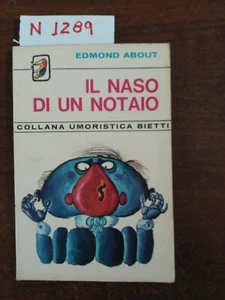 N 1289
EDMOND ABOUT
IL NASO
DI UN NOTAIO
COLLANA UMORISTICA BIETTI